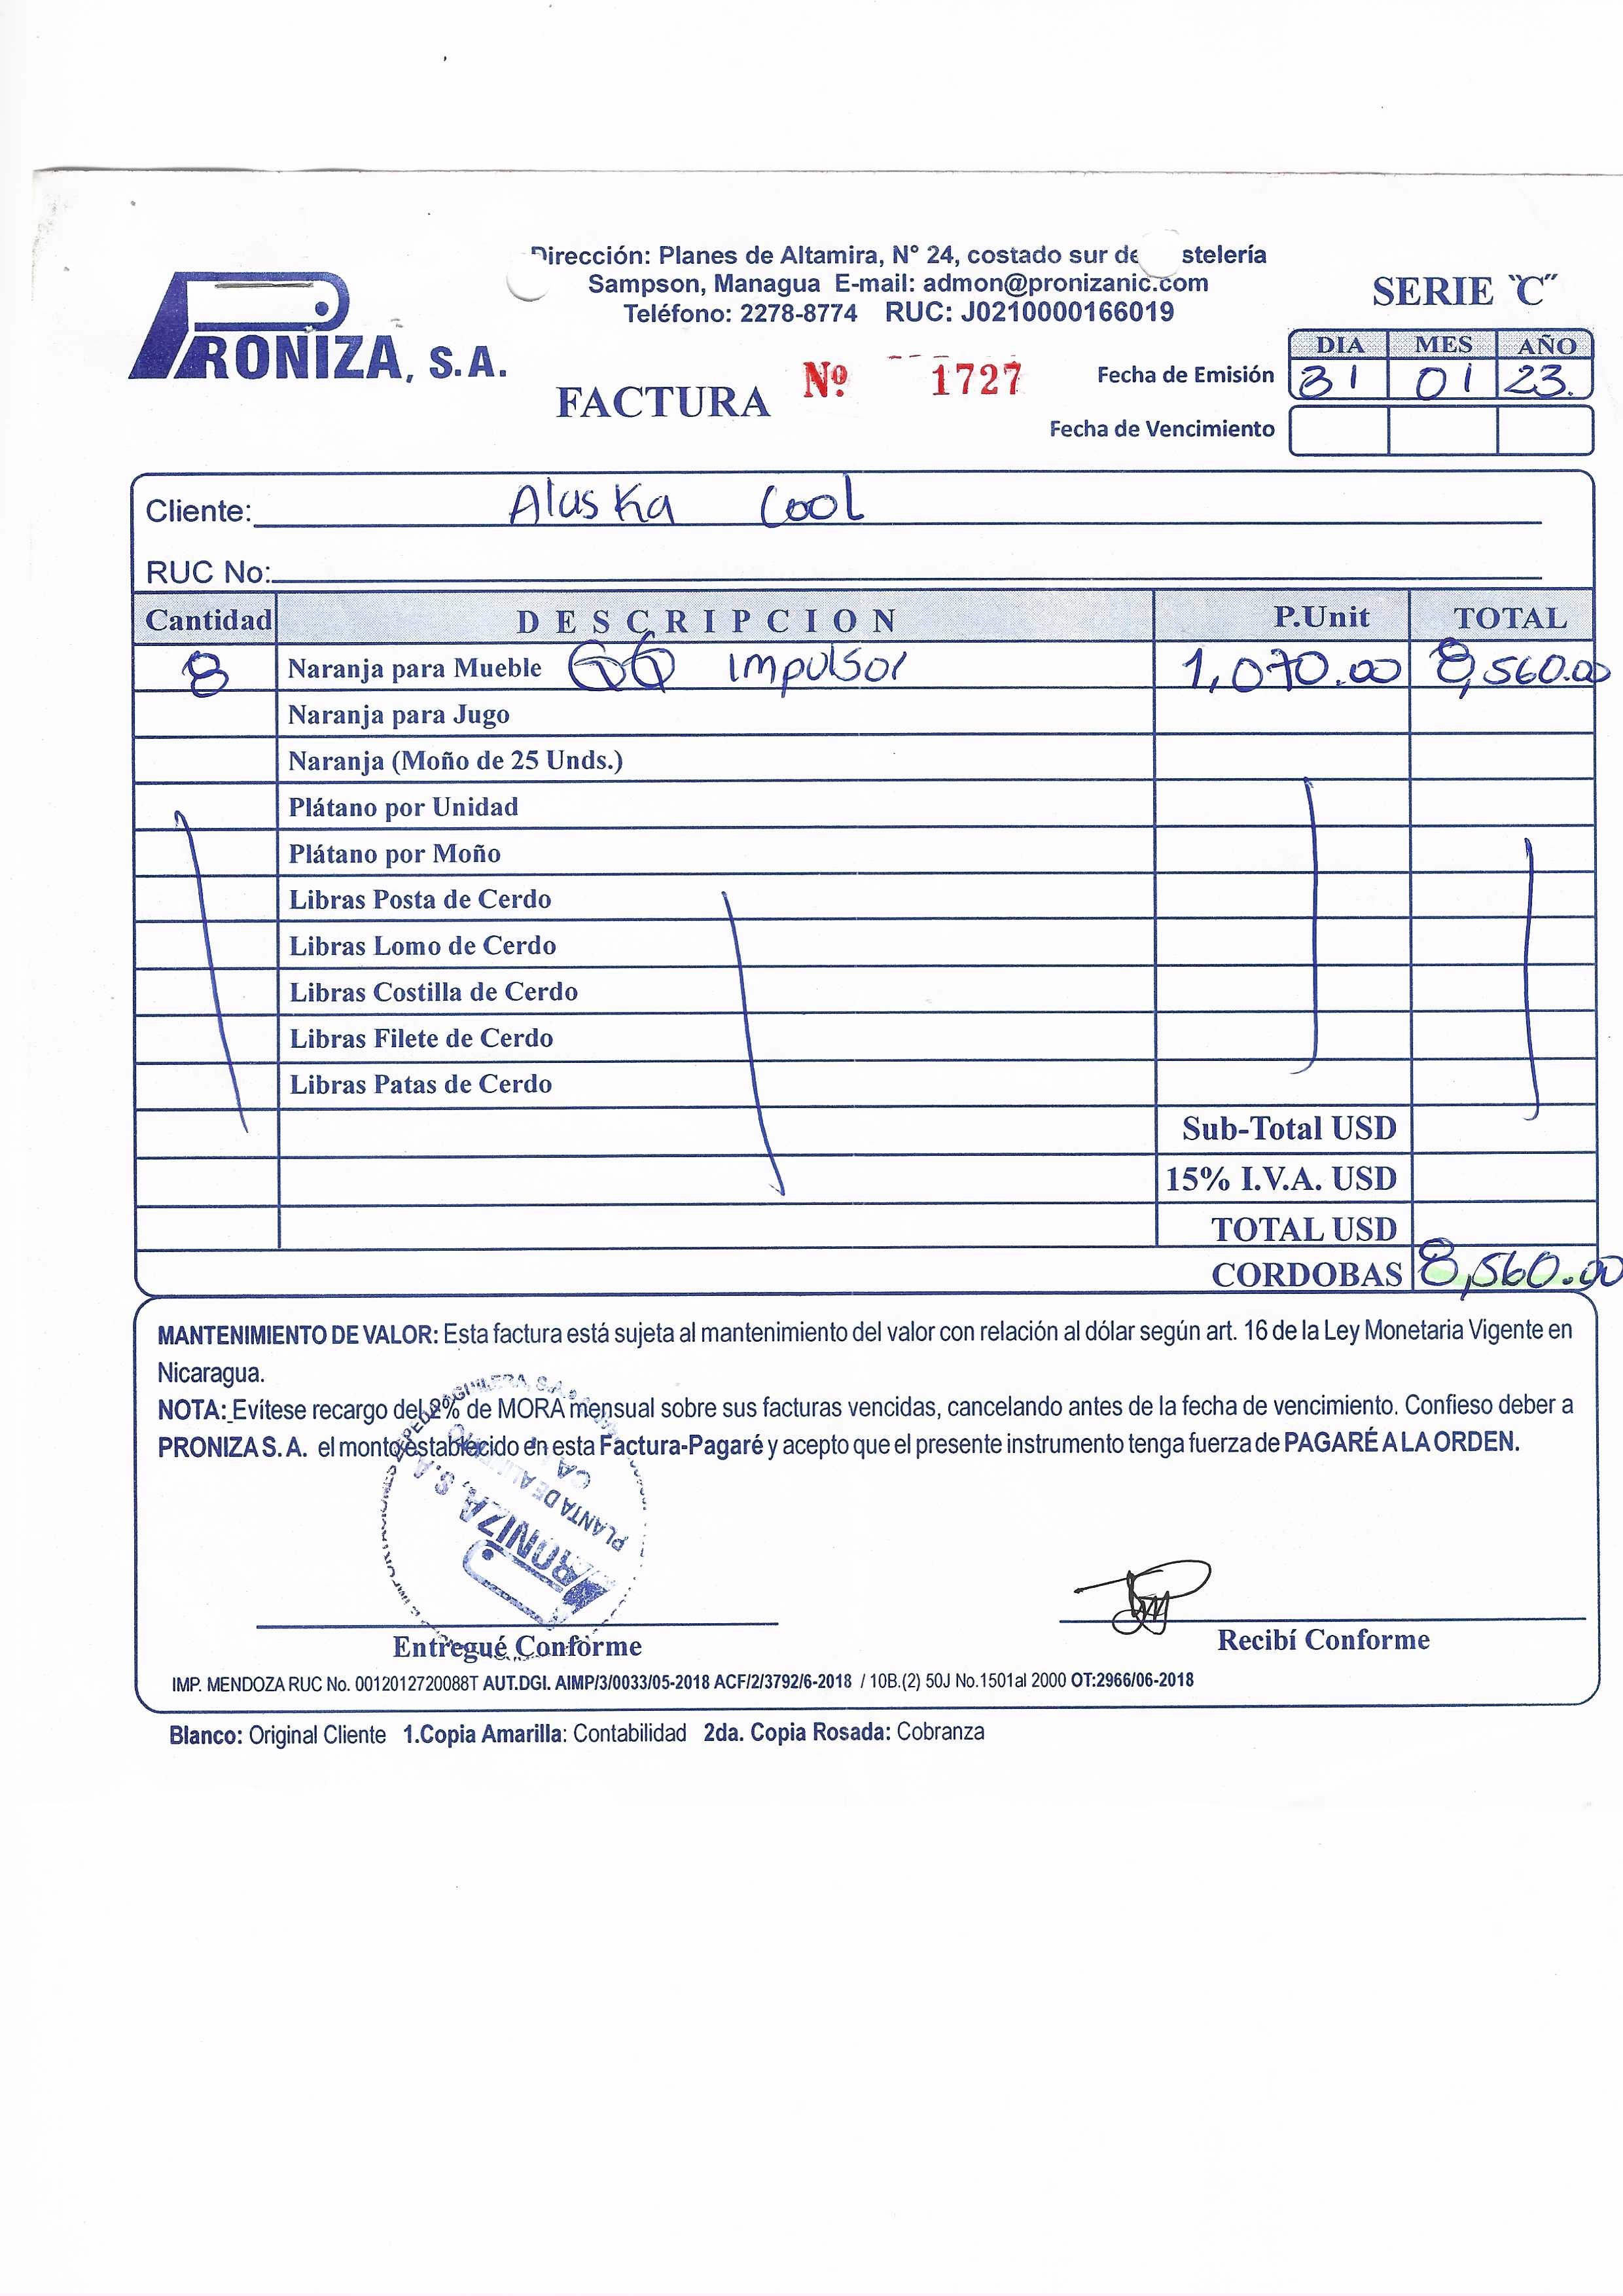 Dirección: Planes de Altamira, N° 24, costado sur de stelería
Sampson, Managua E-mail: admon@pronizanic.com
Teléfono: 2278-8774 RUC: J0210000166019
PRONIZA, S.A.
SERIE "C"
FACTURA Nº 1727
DIA MES AÑO
Fecha de Emisión 31 01 23.
Fecha de Vencimiento
Cliente: Alaska Cool
RUC No:
Cantidad DESCRIPCION P.Unit TOTAL
8 Naranja para Mueble QQ Impulsor 1,070.00 8,560.00
Naranja para Jugo
Naranja (Moño de 25 Unds.)
Plátano por Unidad
Plátano por Moño
Libras Posta de Cerdo
Libras Lomo de Cerdo
Libras Costilla de Cerdo
Libras Filete de Cerdo
Libras Patas de Cerdo
Sub-Total USD
15% I.V.A. USD
TOTAL USD
CORDOBAS 8,560.00
MANTENIMIENTO DE VALOR: Esta factura está sujeta al mantenimiento del valor con relación al dólar según art. 16 de la Ley Monetaria Vigente en
Nicaragua.
NOTA: Evítese recargo del 2% de MORA mensual sobre sus facturas vencidas, cancelando antes de la fecha de vencimiento. Confieso deber a
PRONIZA S.A. el monto establecido en esta Factura-Pagaré y acepto que el presente instrumento tenga fuerza de PAGARÉ A LA ORDEN.
PRONIZA, S.A.
PLANTA DE
Entregué Conforme
Recibí Conforme
IMP. MENDOZA RUC No. 0012012720088T AUT.DGI. AIMP/3/0033/05-2018 ACF/2/3792/6-2018 / 10B.(2) 50J No.1501al 2000 OT:2966/06-2018
Blanco: Original Cliente 1.Copia Amarilla: Contabilidad 2da. Copia Rosada: Cobranza